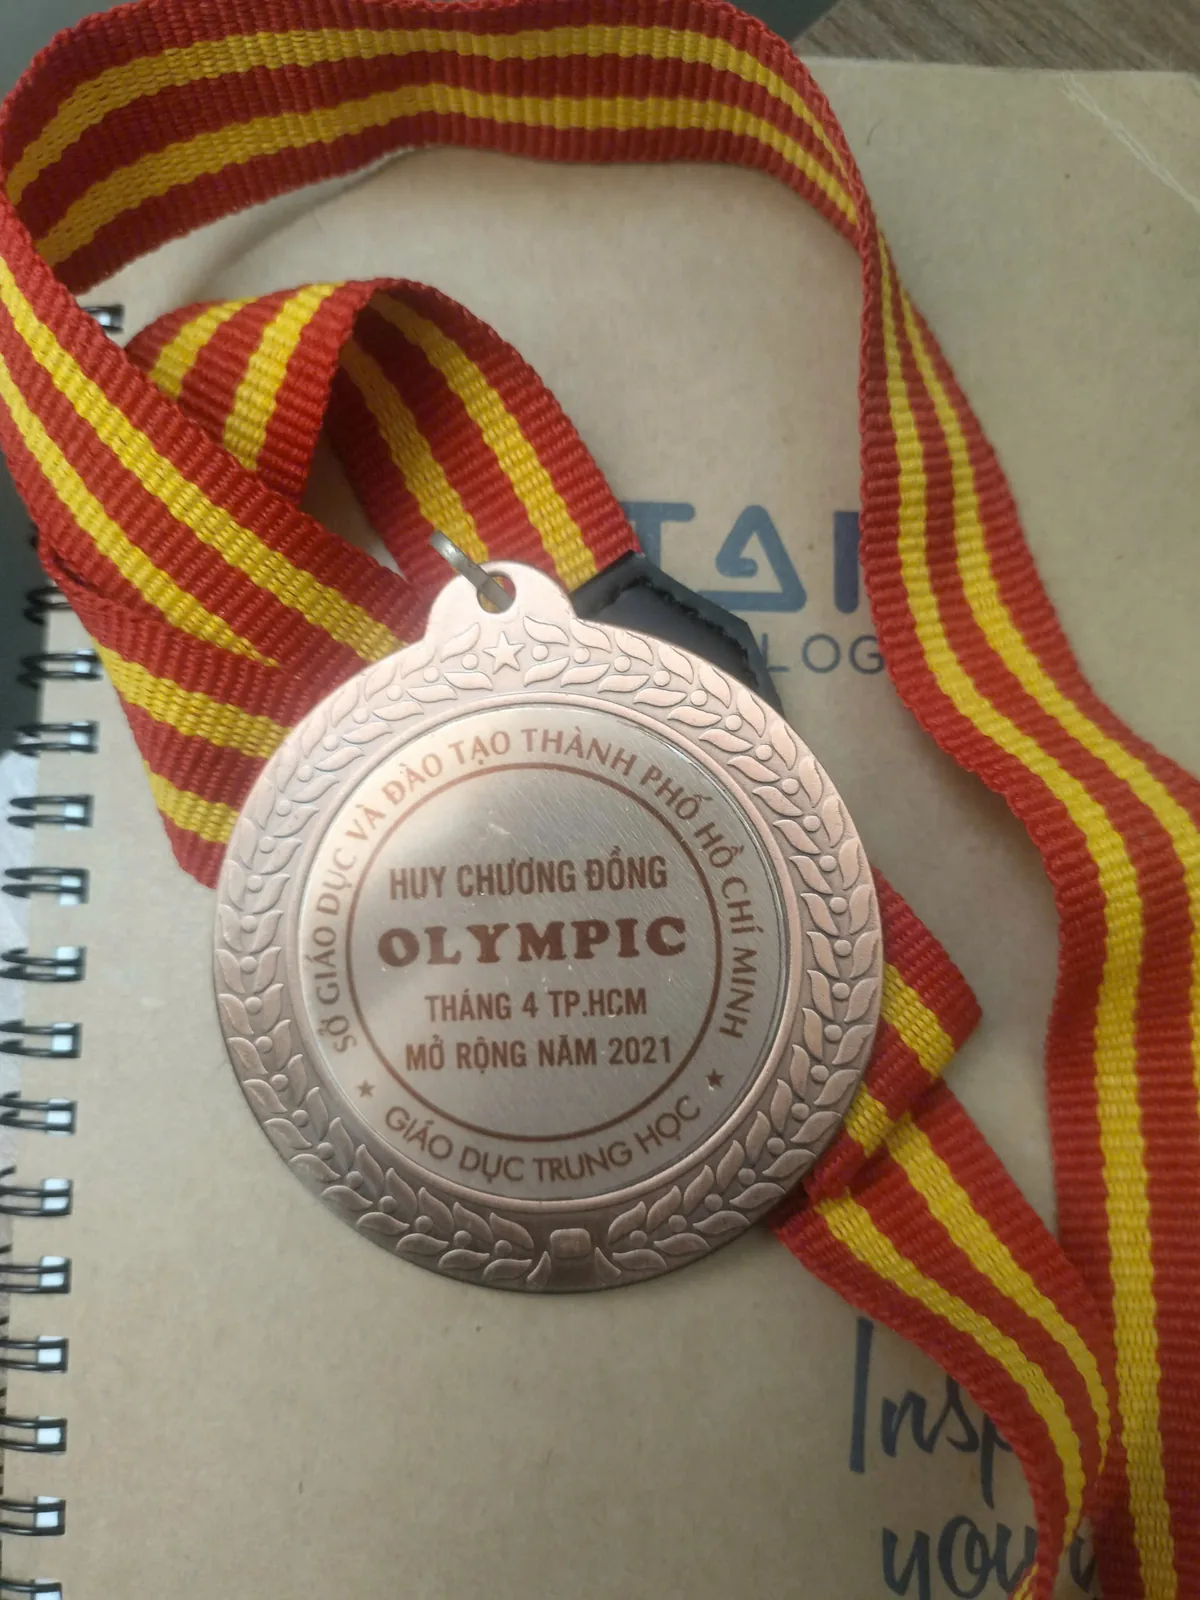 SỞ GIÁO DỤC VÀ ĐÀO TẠO THÀNH PHỐ HỒ CHÍ MINH
HUY CHƯƠNG ĐỒNG
OLYMPIC
THÁNG 4 TP.HCM
MỞ RỘNG NĂM 2021
GIÁO DỤC TRUNG HỌC